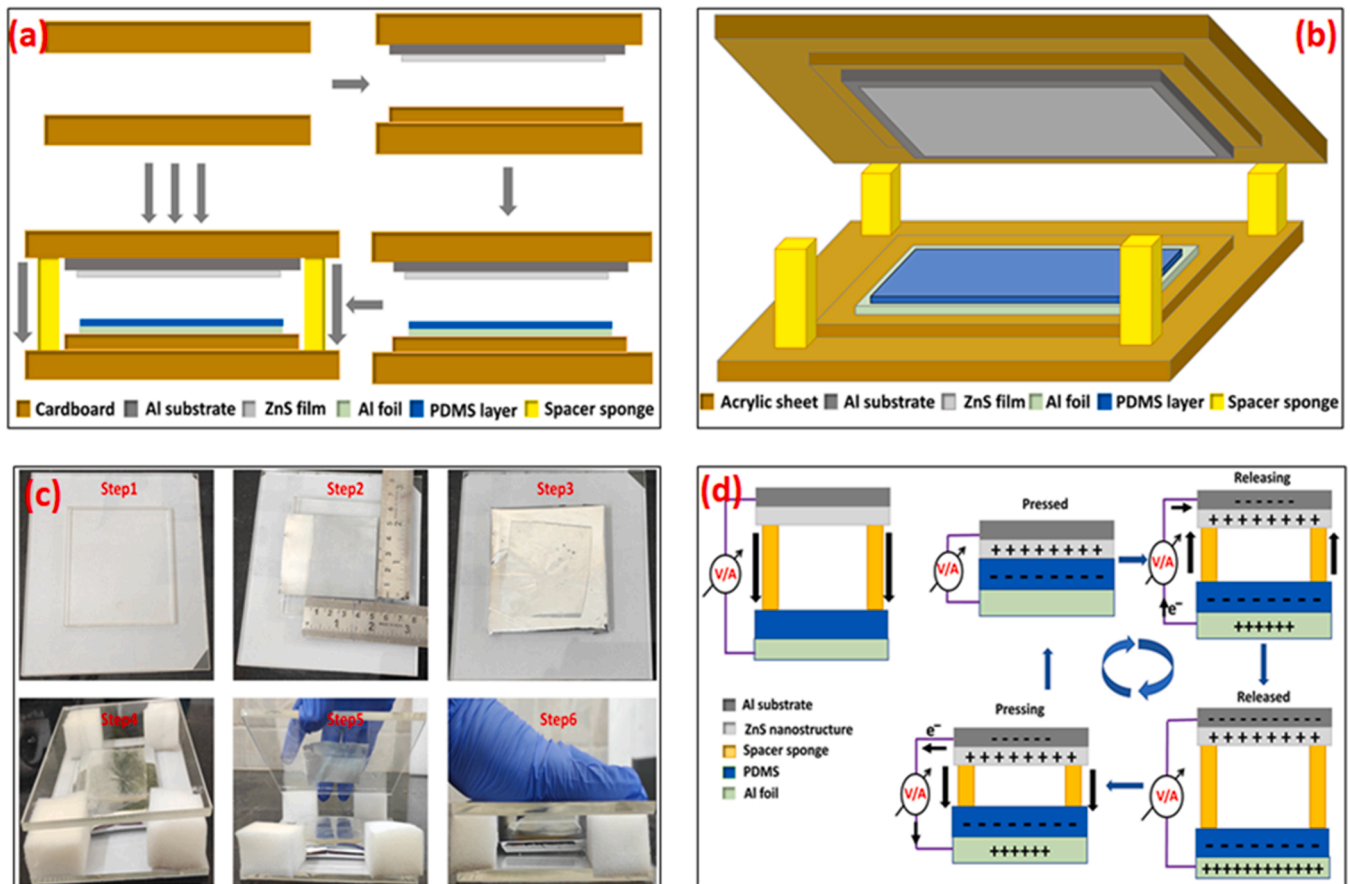 (a)
Cardboard Al substrate ZnS film Al foil PDMS layer Spacer sponge
(b)
Acrylic sheet Al substrate ZnS film Al foil PDMS layer Spacer sponge
(c)
Step1
Step2
Step3
Step4
Step5
Step6
(d)
V/A
Pressed
+ + + + + + + +
- - - - - - - -
V/A
Releasing
- - - - - -
+ + + + + + + +
V/A
e⁻
- - - - - - - -
++++++
Al substrate
ZnS nanostructure
Spacer sponge
PDMS
Al foil
Pressing
e⁻
- - - - - -
+ + + + + + + +
V/A
- - - - - - - -
++++++
Released
- - - - - - - - - - -
+ + + + + + + +
V/A
- - - - - - - -
++++++++++++